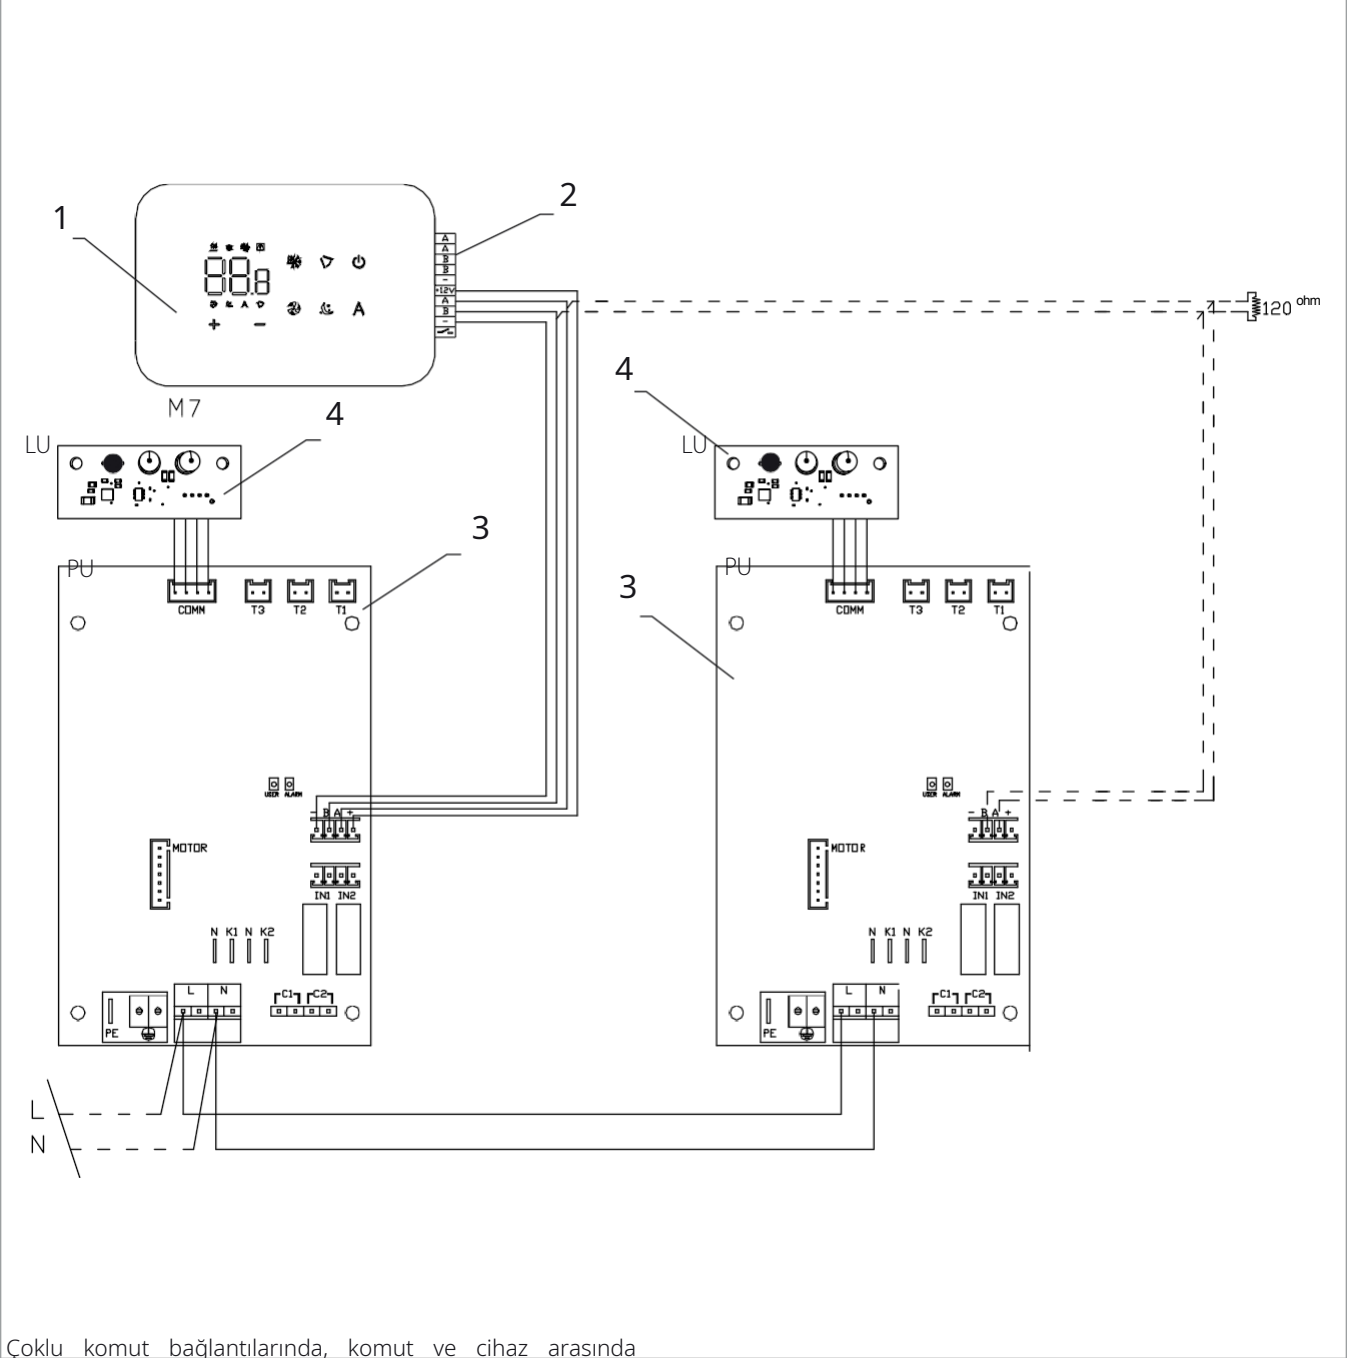 1
2
A
A
B
B
-
+12V
A
B
-
88.8
A
A
+ -
M7
120 ohm
4
4
LU
LU
3
3
PU
PU
COMM T3 T2 T1
COMM T3 T2 T1
USER ALARM
USER ALARM
- B A +
- B A +
MOTOR
MOTOR
IN1 IN2
IN1 IN2
N K1 N K2
N K1 N K2
L N
C1 C2
L N
C1 C2
PE
PE
L
N
Çoklu komut bağlantılarında, komut ve cihaz arasında